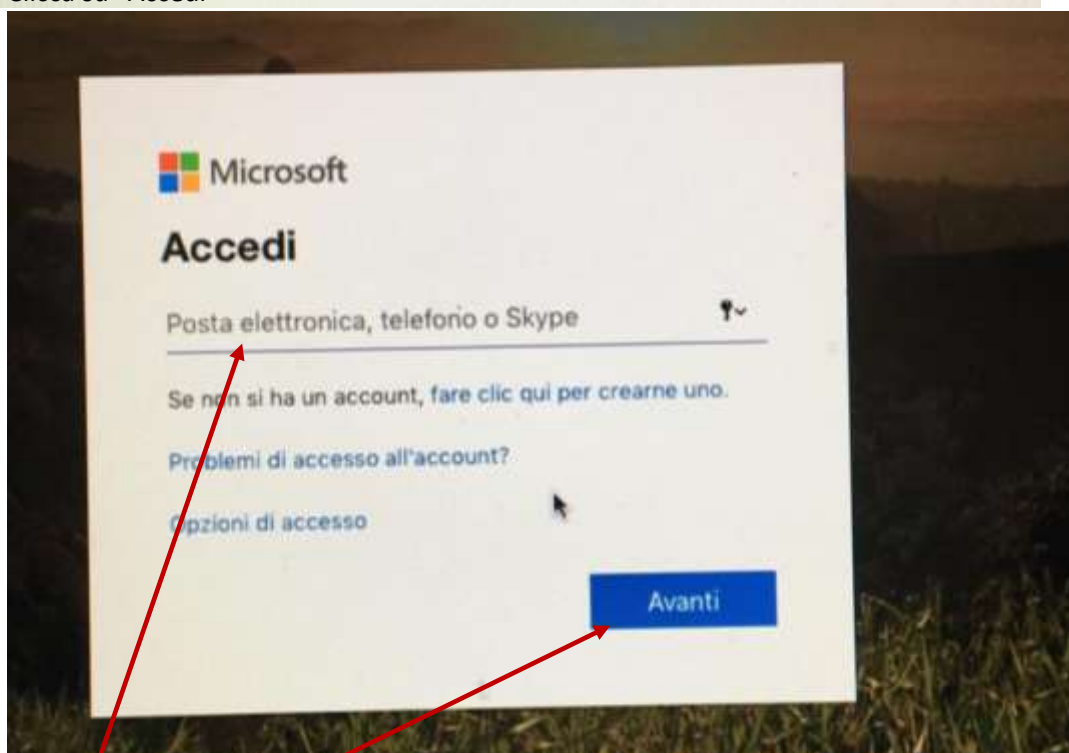 Microsoft
Accedi
Posta elettronica, telefono o Skype
Se non si ha un account, fare clic qui per crearne uno.
Problemi di accesso all'account?
Opzioni di accesso
Avanti